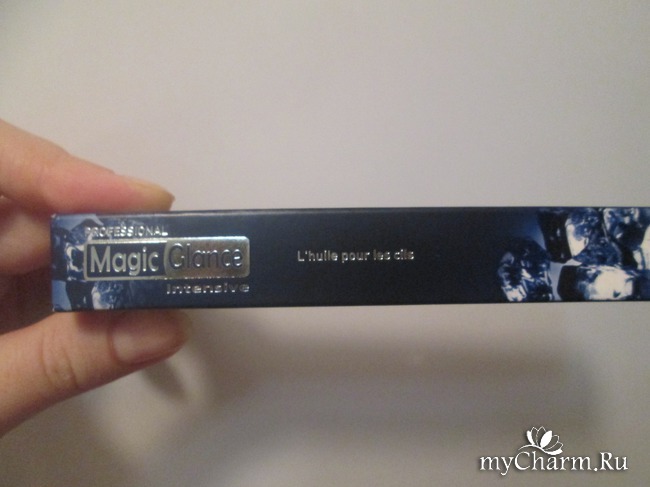 PROFESSIONAL
Magic Glance
intensive
L'huile pour les cils
myCharm.Ru